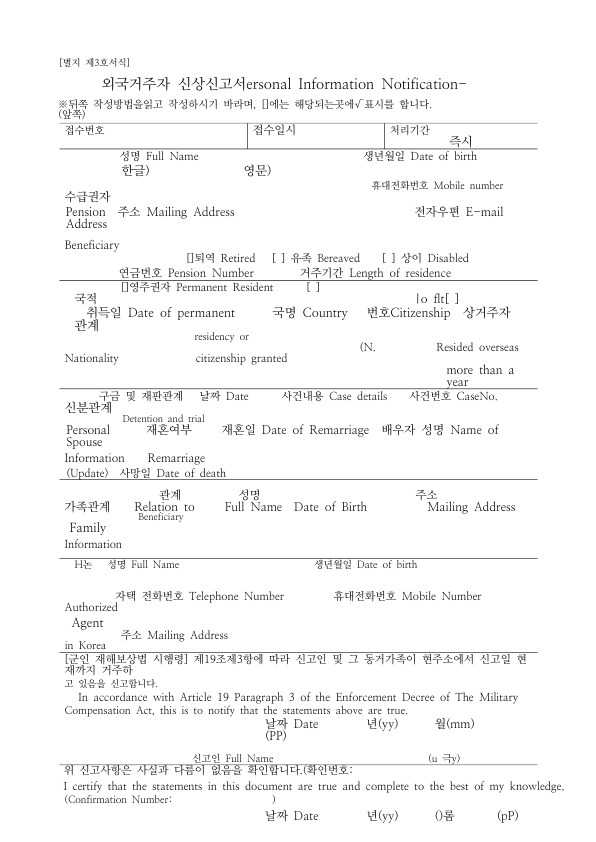 [별지 제3호서식]
외국거주자 신상신고서ersonal Information Notification-
※뒤쪽 작성방법을읽고 작성하시기 바라며, []에는 해당되는곳에√표시를 합니다.
(앞쪽)
접수번호 접수일시 처리기간
즉시
성명 Full Name 생년월일 Date of birth
한글) 영문)
휴대전화번호 Mobile number
수급권자
Pension 주소 Mailing Address 전자우편 E-mail
Address
Beneficiary
[]퇴역 Retired [ ] 유족 Bereaved [ ] 상이 Disabled
연금번호 Pension Number 거주기간 Length of residence
[]영주권자 Permanent Resident [ ]
국적 |o flt[ ]
취득일 Date of permanent 국명 Country 번호Citizenship 상거주자
관계
residency or
(N. Resided overseas
Nationality citizenship granted
more than a
year
구금 및 재판관계 날짜 Date 사건내용 Case details 사건번호 CaseNo.
신분관계
Detention and trial
Personal 재혼여부 재혼일 Date of Remarriage 배우자 성명 Name of
Spouse
Information Remarriage
(Update) 사망일 Date of death
관계 성명 주소
가족관계 Relation to Full Name Date of Birth Mailing Address
Beneficiary
Family
Information
H논 성명 Full Name 생년월일 Date of birth
자택 전화번호 Telephone Number 휴대전화번호 Mobile Number
Authorized
Agent
주소 Mailing Address
in Korea
[군인 재해보상법 시행령] 제19조제3항에 따라 신고인 및 그 동거가족이 현주소에서 신고일 현
재까지 거주하
고 있음을 신고합니다.
In accordance with Article 19 Paragraph 3 of the Enforcement Decree of The Military
Compensation Act, this is to notify that the statements above are true.
날짜 Date 년(yy) 월(mm)
(PP)
신고인 Full Name (u 극y)
위 신고사항은 사실과 다름이 없음을 확인합니다.(확인번호:
I certify that the statements in this document are true and complete to the best of my knowledge.
(Confirmation Number: )
날짜 Date 년(yy) ()롬 (pP)